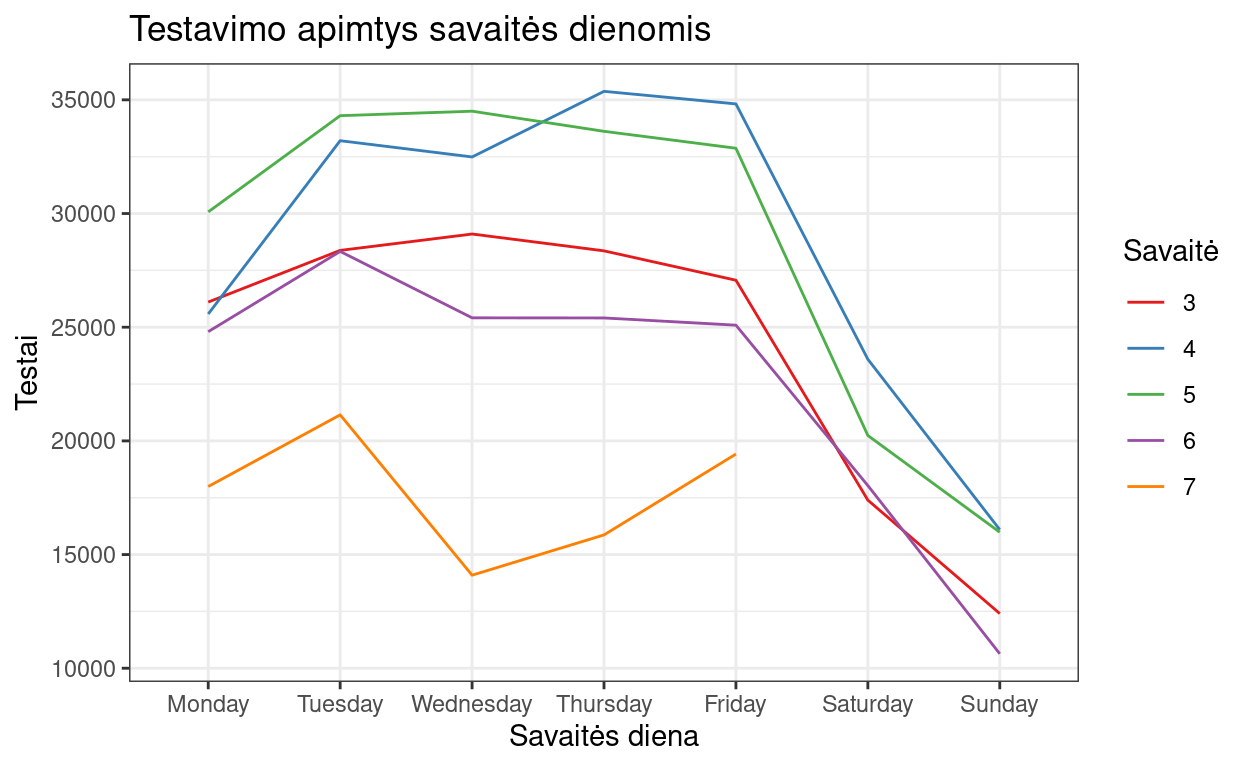 Testavimo apimtys savaitės dienomis
35000
30000
25000
20000
15000
10000
Testai
Monday Tuesday Wednesday Thursday Friday Saturday Sunday
Savaitės diena
Savaitė
3
4
5
6
7